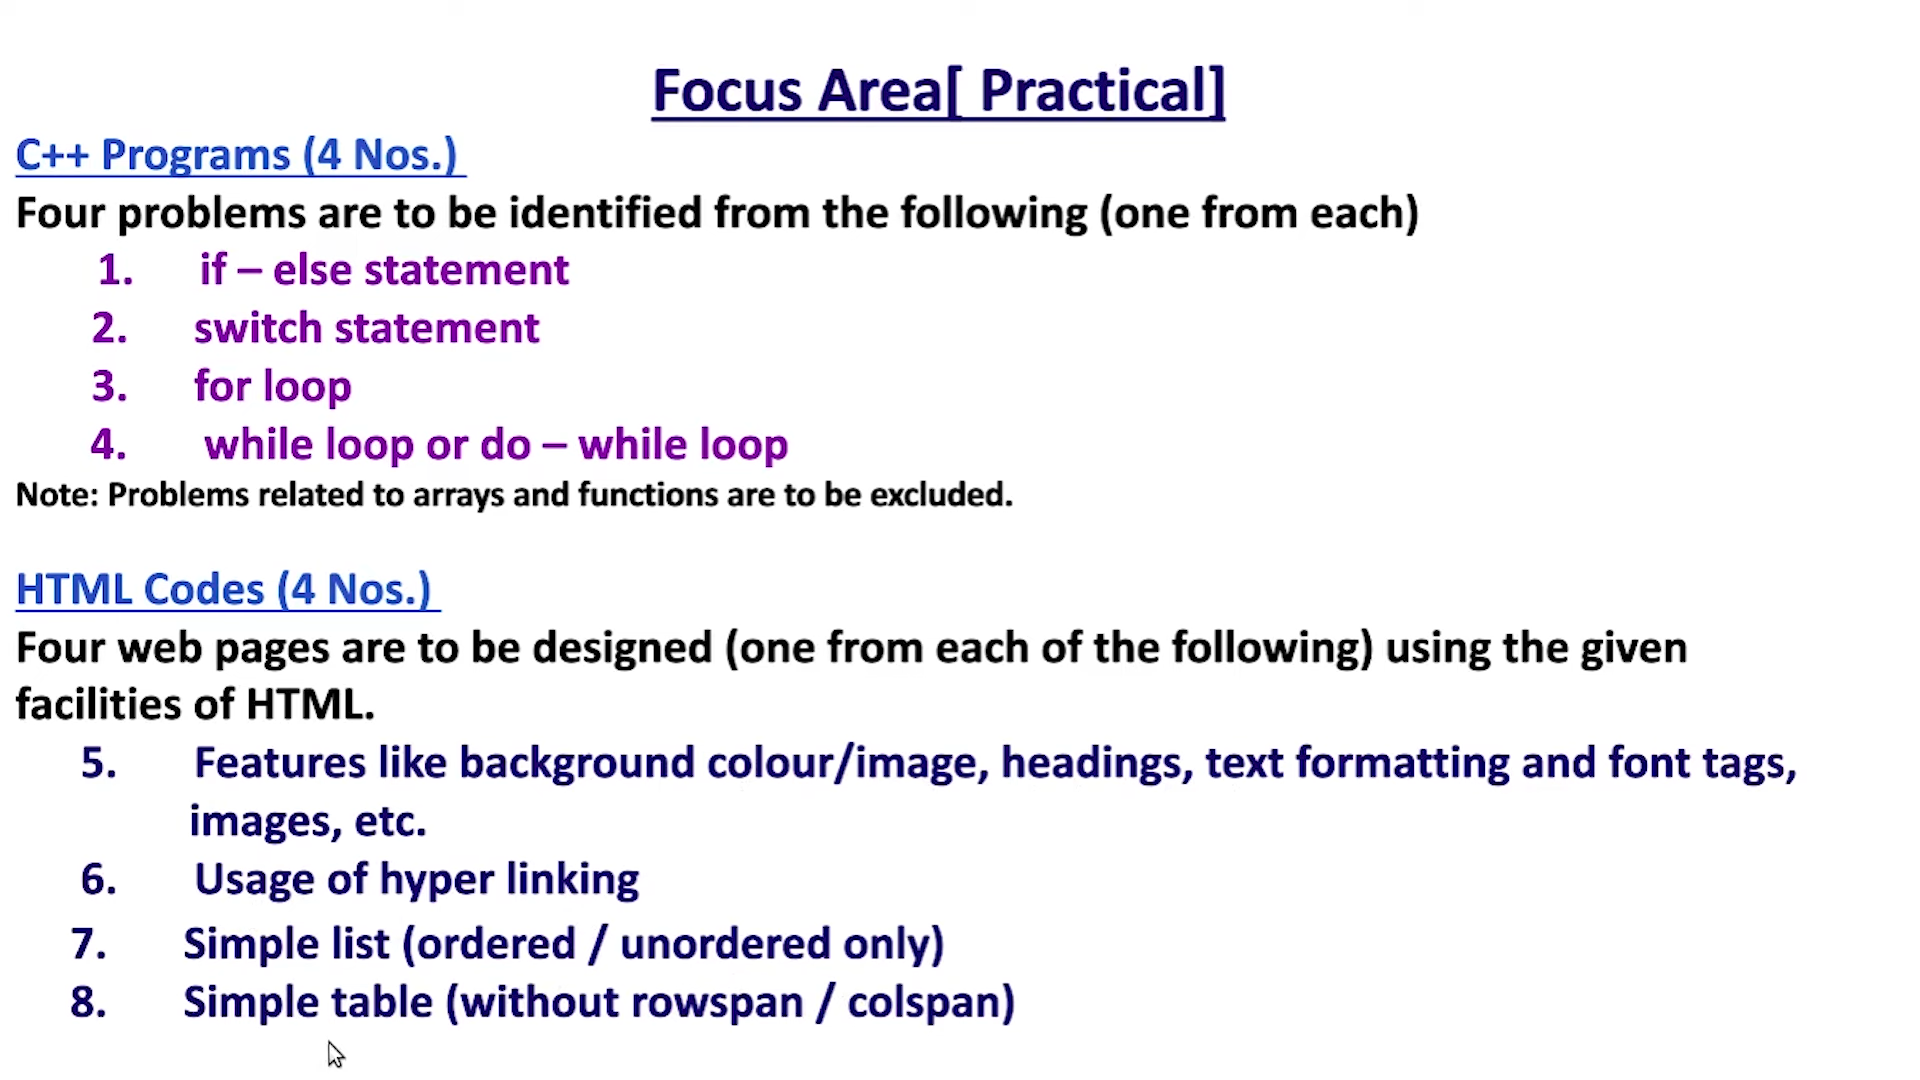 Focus Area[ Practical]
C++ Programs (4 Nos.)
Four problems are to be identified from the following (one from each)
1. if – else statement
2. switch statement
3. for loop
4. while loop or do – while loop
Note: Problems related to arrays and functions are to be excluded.
HTML Codes (4 Nos.)
Four web pages are to be designed (one from each of the following) using the given
facilities of HTML.
5. Features like background colour/image, headings, text formatting and font tags,
images, etc.
6. Usage of hyper linking
7. Simple list (ordered / unordered only)
8. Simple table (without rowspan / colspan)